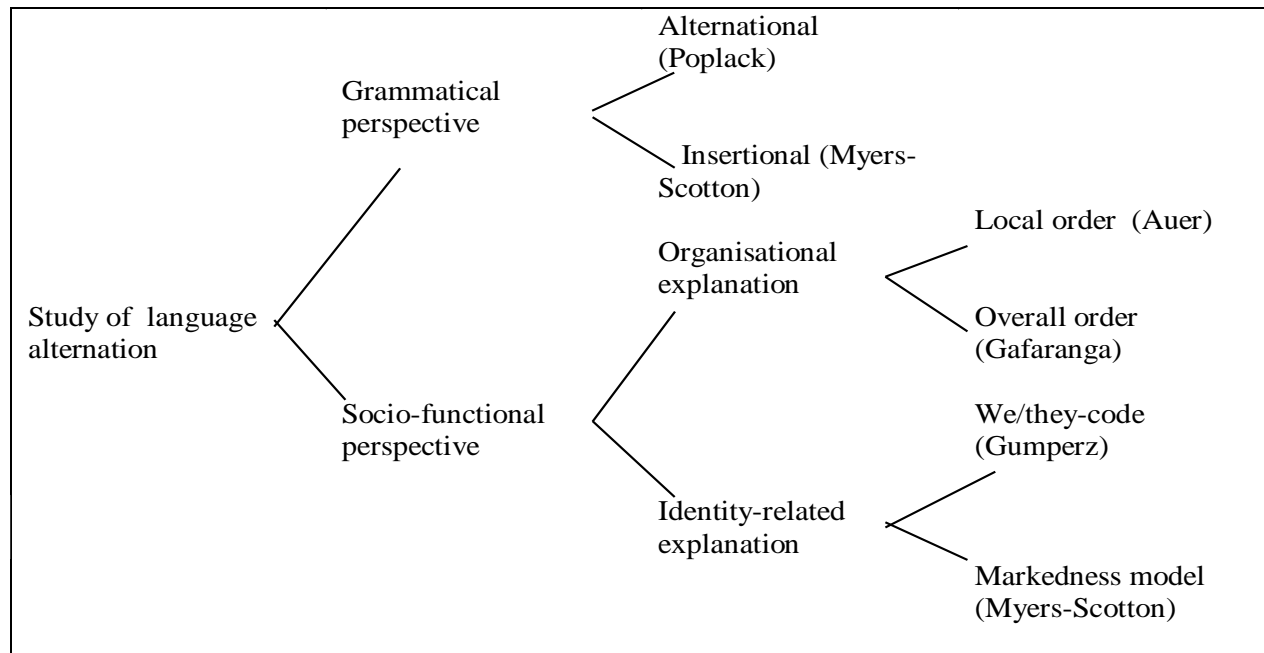 Alternational
(Poplack)
Grammatical
perspective
Insertional (Myers-
Scotton)
Local order (Auer)
Organisational
explanation
Study of language
alternation
Overall order
(Gafaranga)
Socio-functional
perspective
We/they-code
(Gumperz)
Identity-related
explanation
Markedness model
(Myers-Scotton)